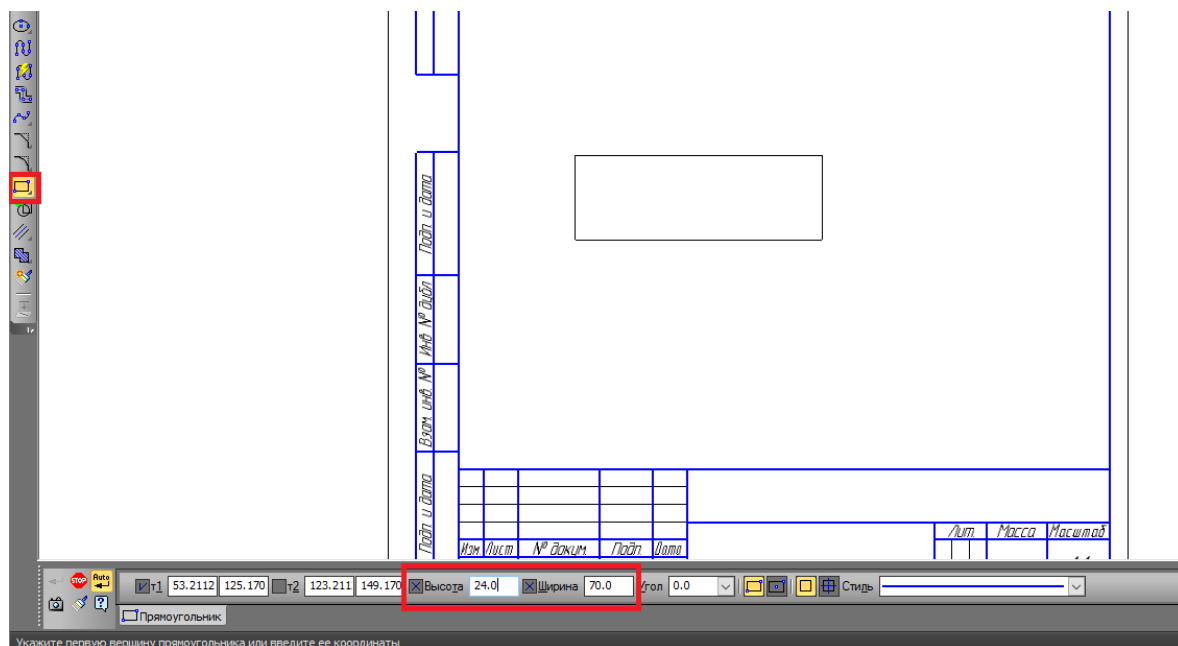 Подп. и дата
Инв. № дубл.
Взам. инв. №
Подп. и дата
Изм. Лист № докум. Подп. Дата
Лит. Масса Масштаб
STOP Auto т1 53.2112 125.170 т2 123.211 149.170 Высота 24.0 Ширина 70.0 Угол 0.0 Стиль
Прямоугольник
Укажите первую вершину прямоугольника или введите ее координаты